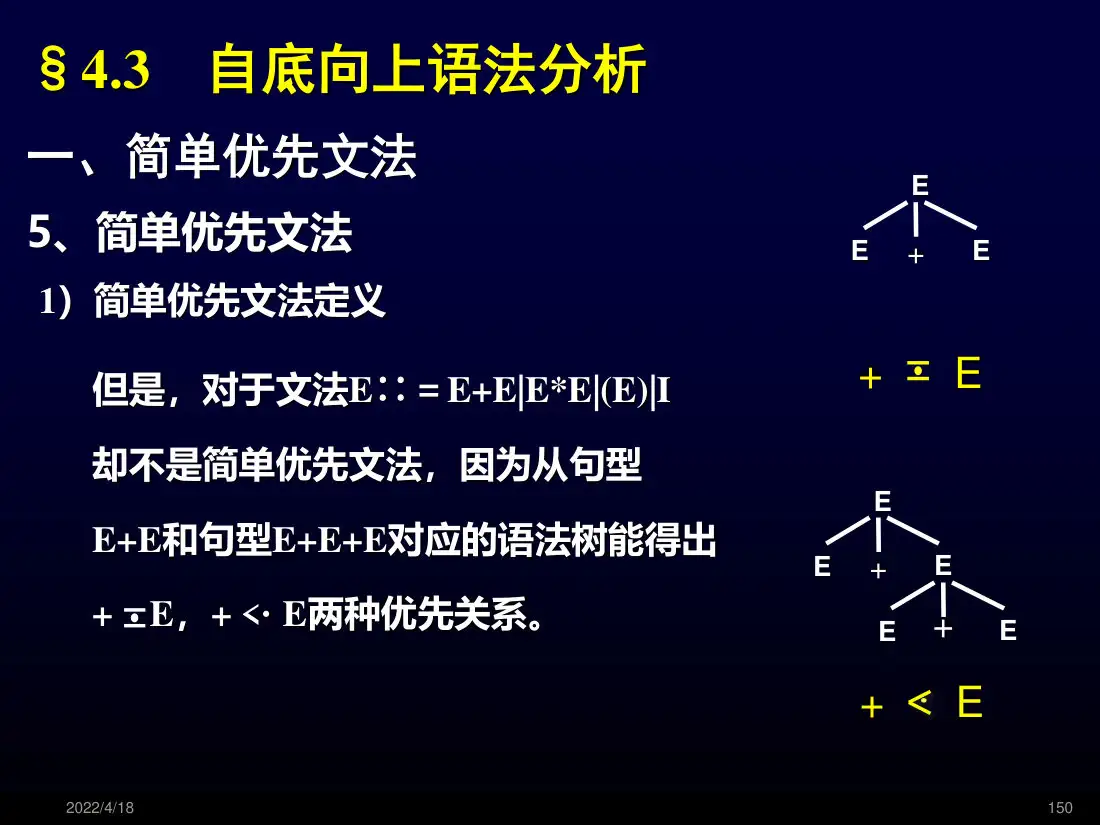 §4.3 自底向上语法分析
一、简单优先文法
5、简单优先文法
1）简单优先文法定义
但是，对于文法E∷＝E+E|E*E|(E)|I
却不是简单优先文法，因为从句型
E+E和句型E+E+E对应的语法树能得出
+ ≖E，+ <· E两种优先关系。
E
E + E
+ ≖ E
E
E + E
E + E
+ ⋖ E
2022/4/18
150